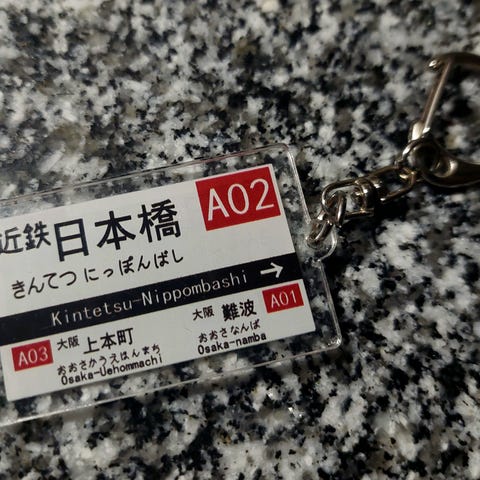 近鉄日本橋 A02
きんてつ にっぽんばし
Kintetsu-Nippombashi →
A03 大阪 上本町
おおさかうえほんまち
Osaka-Uehommachi
大阪 難波 A01
おおさなんば
Osaka-namba